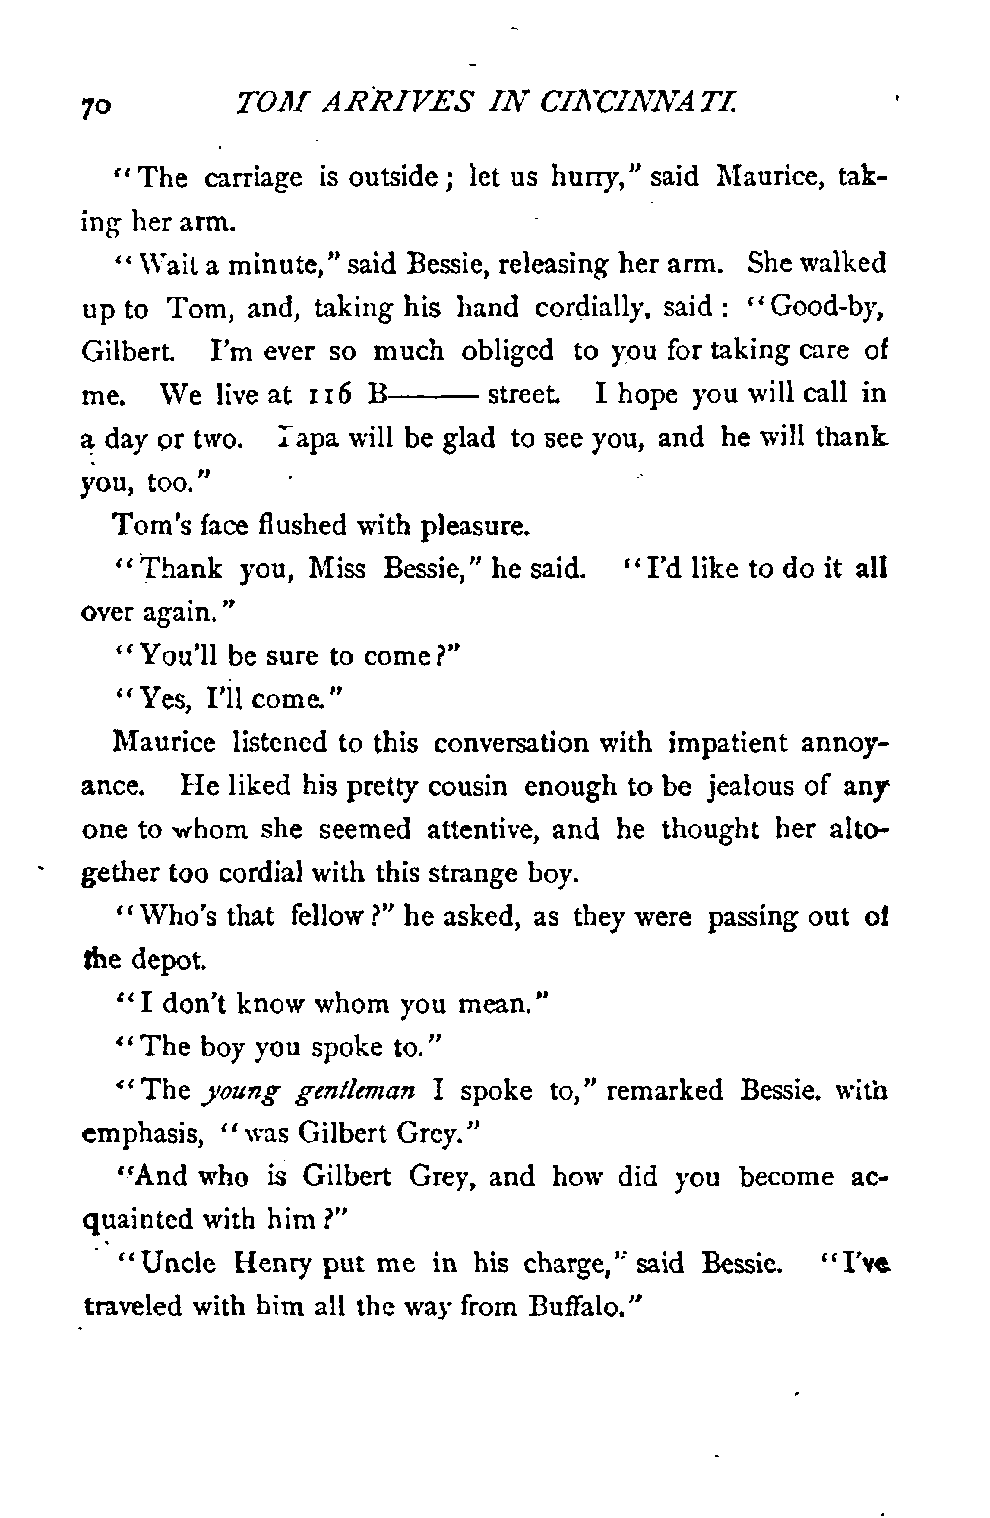 70 TOM ARRIVES IN CINCINNATI.
“The carriage is outside; let us hurry,” said Maurice, tak-
ing her arm.
“Wait a minute,” said Bessie, releasing her arm. She walked
up to Tom, and, taking his hand cordially, said: “Good-by,
Gilbert. I'm ever so much obliged to you for taking care of
me. We live at 116 B——— street. I hope you will call in
a day or two. Papa will be glad to see you, and he will thank
you, too.”
Tom's face flushed with pleasure.
“Thank you, Miss Bessie,” he said. “I'd like to do it all
over again.”
“You'll be sure to come?”
“Yes, I'll come.”
Maurice listened to this conversation with impatient annoy-
ance. He liked his pretty cousin enough to be jealous of any
one to whom she seemed attentive, and he thought her alto-
gether too cordial with this strange boy.
“Who's that fellow?” he asked, as they were passing out of
the depot.
“I don't know whom you mean.”
“The boy you spoke to.”
“The young gentleman I spoke to,” remarked Bessie, with
emphasis, “was Gilbert Grey.”
“And who is Gilbert Grey, and how did you become ac-
quainted with him?”
“Uncle Henry put me in his charge,” said Bessie. “I've
traveled with him all the way from Buffalo.”